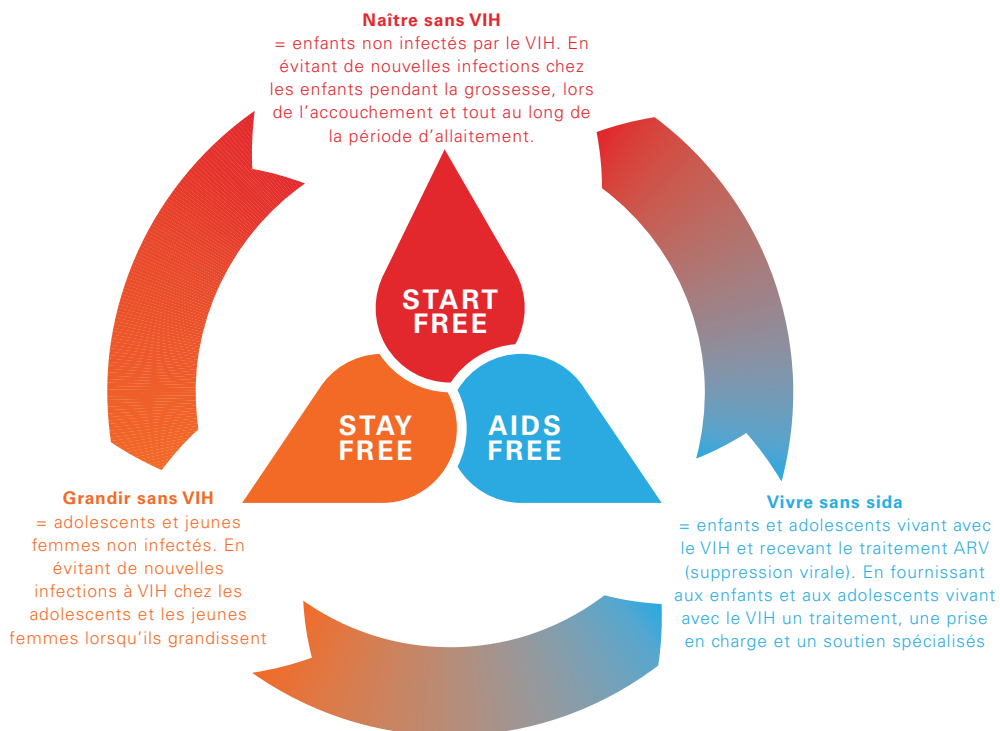 Naître sans VIH
= enfants non infectés par le VIH. En
évitant de nouvelles infections chez
les enfants pendant la grossesse, lors
de l'accouchement et tout au long de
la période d'allaitement.
START
FREE
STAY
FREE
AIDS
FREE
Grandir sans VIH
= adolescents et jeunes
femmes non infectés. En
évitant de nouvelles
infections à VIH chez les
adolescents et les jeunes
femmes lorsqu'ils grandissent
Vivre sans sida
= enfants et adolescents vivant avec
le VIH et recevant le traitement ARV
(suppression virale). En fournissant
aux enfants et aux adolescents vivant
avec le VIH un traitement, une prise
en charge et un soutien spécialisés